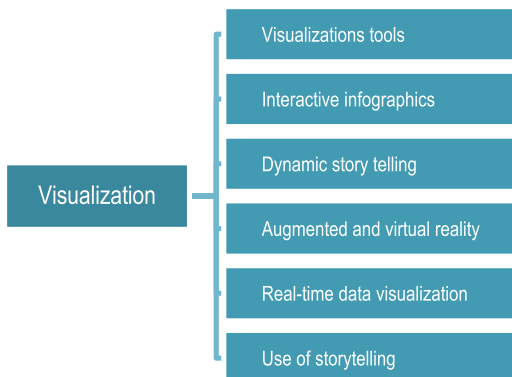 Visualization
Visualizations tools
Interactive infographics
Dynamic story telling
Augmented and virtual reality
Real-time data visualization
Use of storytelling